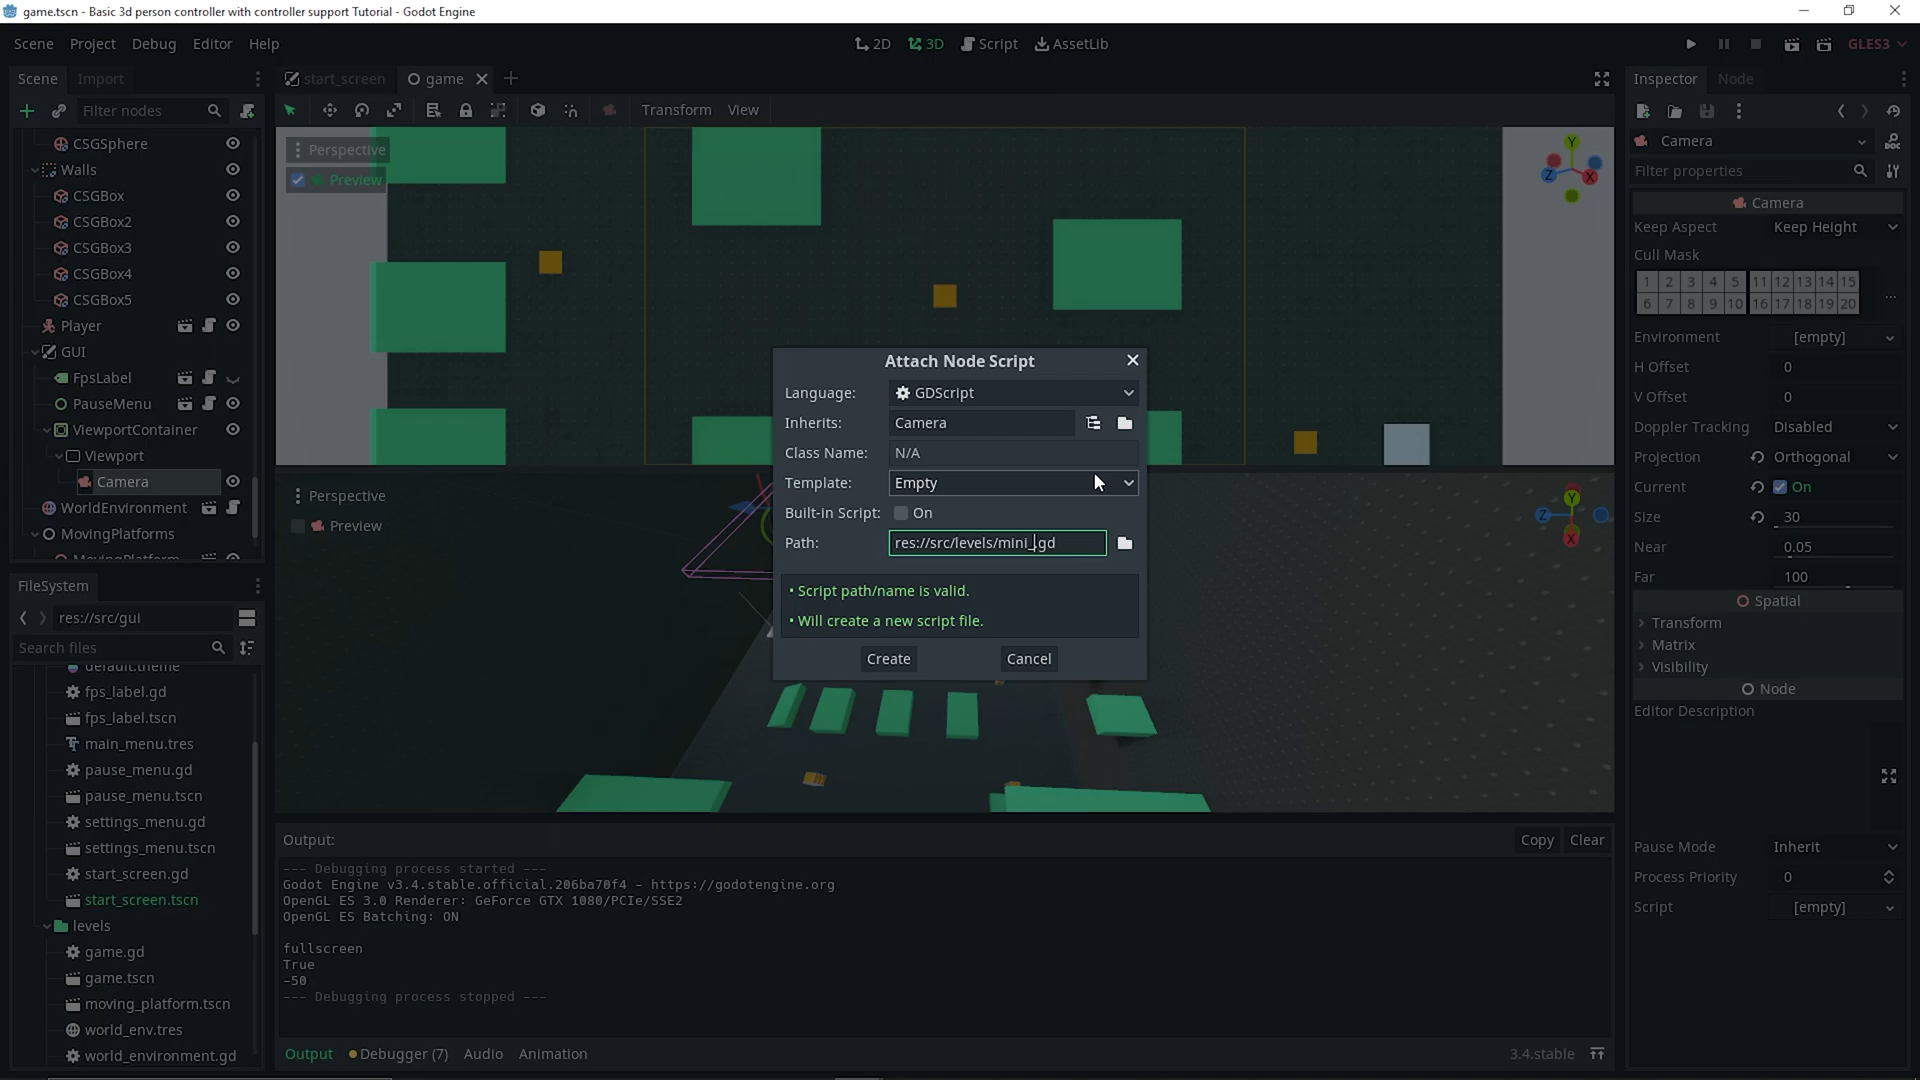 game.tscn - Basic 3d person controller with controller support Tutorial - Godot Engine
Scene Project Debug Editor Help
2D 3D Script AssetLib
GLES3
Scene Import
Filter nodes
CSGSphere
Walls
CSGBox
CSGBox2
CSGBox3
CSGBox4
CSGBox5
Player
GUI
FpsLabel
PauseMenu
ViewportContainer
Viewport
Camera
WorldEnvironment
MovingPlatforms
MovingPlatform
FileSystem
res://src/gui
Search files
default.theme
fps_label.gd
fps_label.tscn
main_menu.tres
pause_menu.gd
pause_menu.tscn
settings_menu.gd
settings_menu.tscn
start_screen.gd
start_screen.tscn
levels
game.gd
game.tscn
moving_platform.tscn
world_env.tres
world_environment.gd
start_screen game
Transform View
Perspective
Preview
Y
Z X
Perspective
Preview
Y
Z
X
Attach Node Script
Language: GDScript
Inherits: Camera
Class Name: N/A
Template: Empty
Built-in Script: On
Path: res://src/levels/mini_.gd
• Script path/name is valid.
• Will create a new script file.
Create Cancel
Output: Copy Clear
--- Debugging process started ---
Godot Engine v3.4.stable.official.206ba70f4 - https://godotengine.org
OpenGL ES 3.0 Renderer: GeForce GTX 1080/PCIe/SSE2
OpenGL ES Batching: ON
fullscreen
True
-50
--- Debugging process stopped ---
Output Debugger (7) Audio Animation 3.4.stable
Inspector Node
Camera
Filter properties
Camera
Keep Aspect Keep Height
Cull Mask
1 2 3 4 5 11 12 13 14 15
6 7 8 9 10 16 17 18 19 20
...
Environment [empty]
H Offset 0
V Offset 0
Doppler Tracking Disabled
Projection Orthogonal
Current On
Size 30
Near 0.05
Far 100
Spatial
Transform
Matrix
Visibility
Node
Editor Description
Pause Mode Inherit
Process Priority 0
Script [empty]